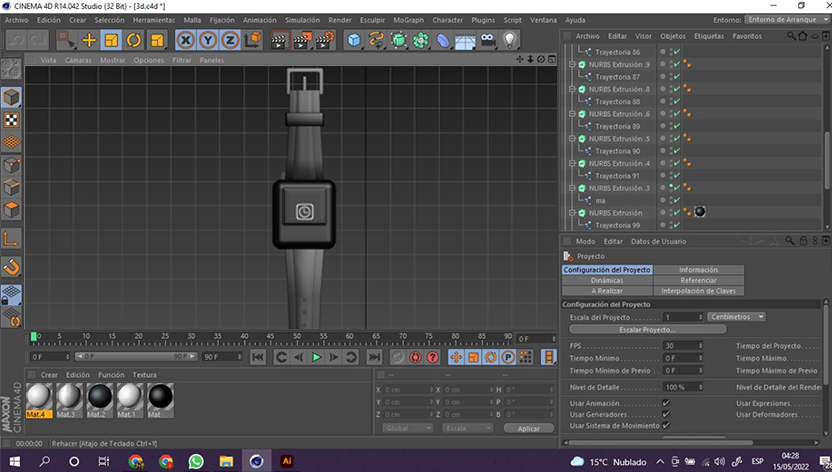 CINEMA 4D R14.042 Studio (32 Bit) - [3d.c4d *]
Archivo Edición Crear Selección Herramientas Malla Fijación Animación Simulación Render Esculpir MoGraph Character Plugins Script Ventana Ayuda Entorno: Entorno de Arranque
X Y Z
Archivo Editar Visor Objetos Etiquetas Favoritos
Vista Cámaras Mostrar Opciones Filtrar Paneles
Trayectoria 86
NURBS Extrusión .9
Trayectoria 87
NURBS Extrusión .8
Trayectoria 88
NURBS Extrusión .6
Trayectoria 89
NURBS Extrusión .5
Trayectoria 90
NURBS Extrusión .4
Trayectoria 91
NURBS Extrusión .3
ma
NURBS Extrusión
Trayectoria 99
Modo Editar Datos de Usuario
Proyecto
Configuración del Proyecto Información
Dinámicas Referenciar
A Realizar Interpolación de Claves
Configuración del Proyecto
Escala del Proyecto 1 Centímetros
Escalar Proyecto...
FPS 30 Tiempo del Proyecto
Tiempo Mínimo 0 F Tiempo Máximo
Tiempo Mínimo de Previo 0 F Tiempo Máximo de Previo
Nivel de Detalle 100 % Nivel de Detalle del Render
Usar Animación Usar Expresiones
Usar Generadores Usar Deformadores
Usar Sistema de Movimiento
0 5 10 15 20 25 30 35 40 45 50 55 60 65 70 75 80 85 90 0 F
0 F 0 F 90 F 90 F
Crear Edición Función Textura
Mat.4 Mat.3 Mat.2 Mat.1 Mat
-- -- --
X 0 cm X 0 cm H 0 °
Y 0 cm Y 0 cm P 0 °
Z 0 cm Z 0 cm B 0 °
Global Escala Aplicar
MAXON
CINEMA 4D
00:00:00 Rehacer [Atajo de Teclado Ctrl+Y]
Ai
15°C Nublado ESP 04:28
15/05/2022